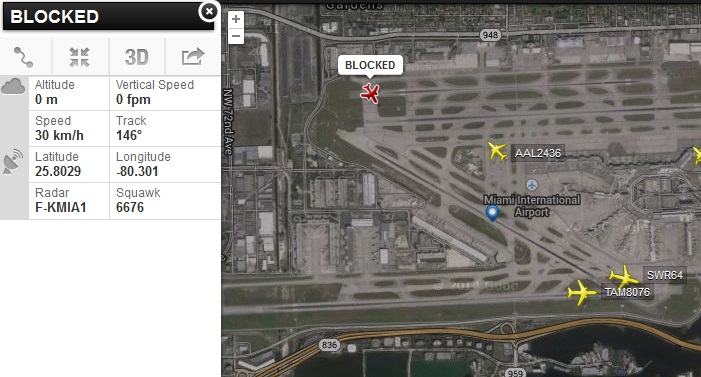 BLOCKED
3D
Altitude
0 m
Vertical Speed
0 fpm
Speed
30 km/h
Track
146°
Latitude
25.8029
Longitude
-80.301
Radar
F-KMIA1
Squawk
6676
+
−
Gardens
948
BLOCKED
NW 72nd Ave
AAL2436
Miami International
Airport
SWR64
TAM8076
836
959